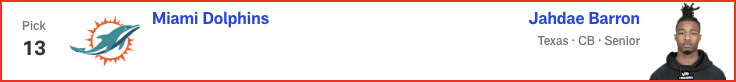 Pick
13
Miami Dolphins
Jahdae Barron
Texas · CB · Senior